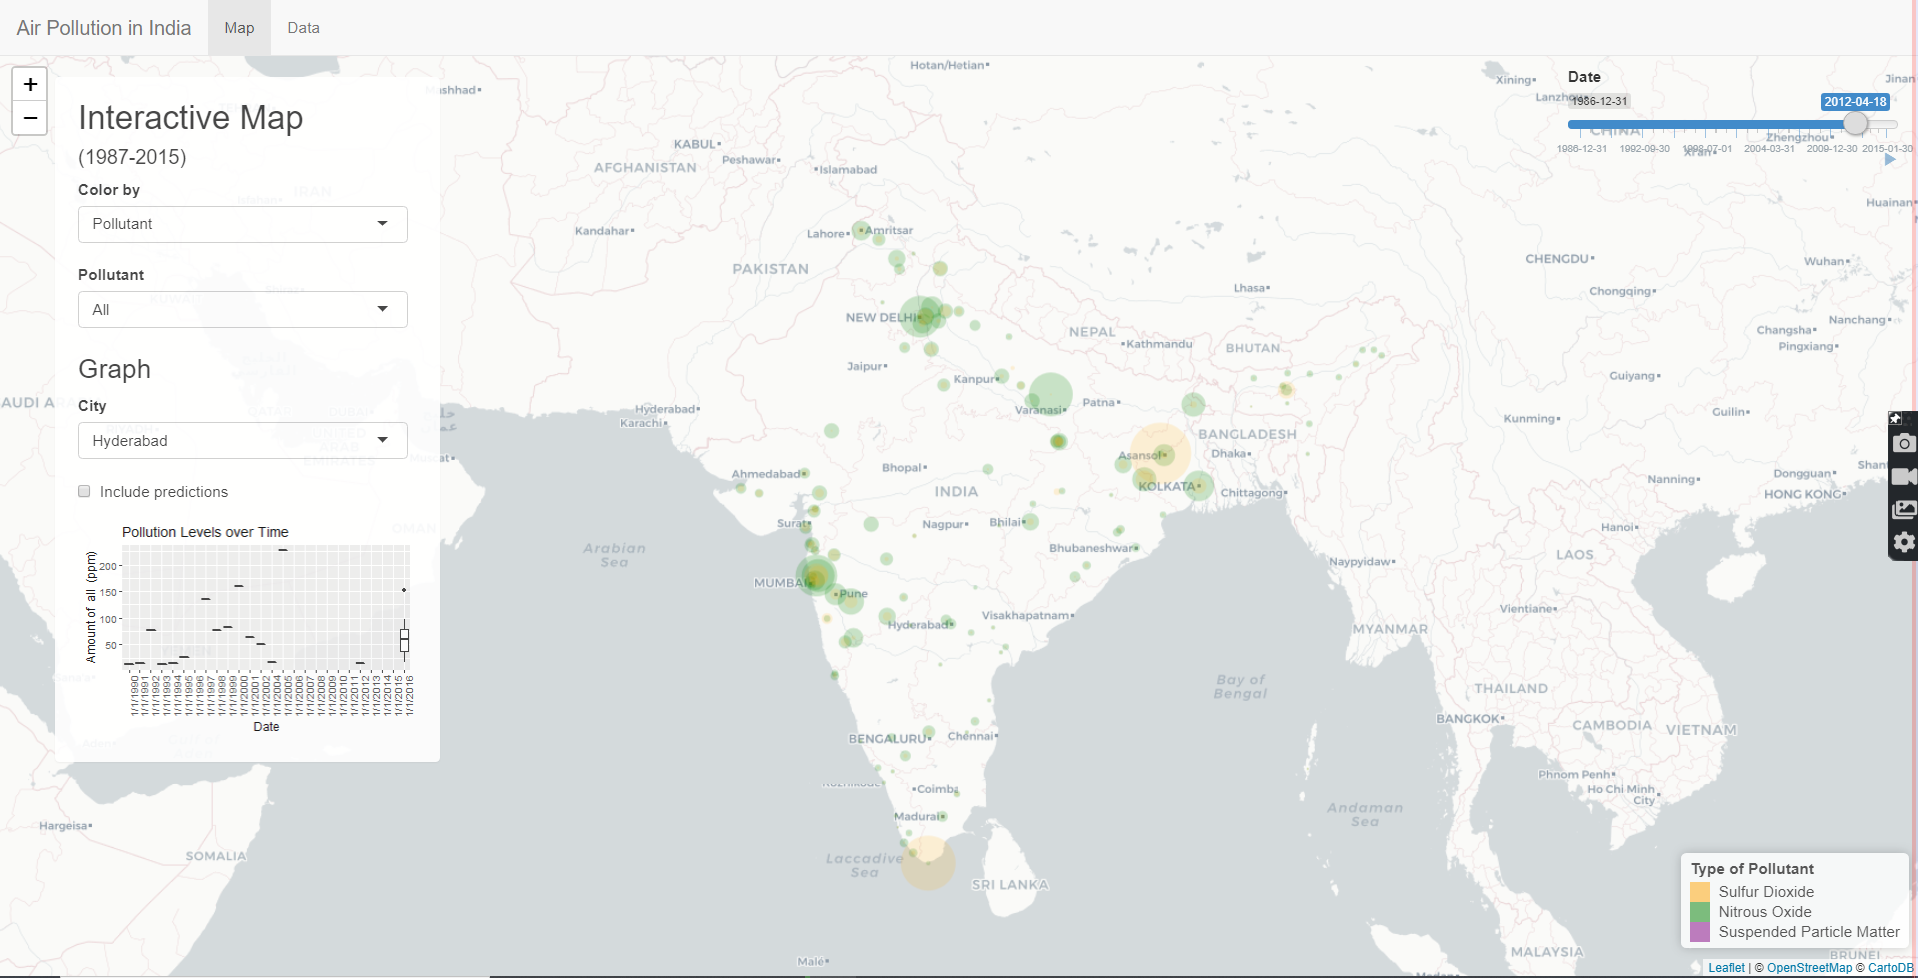 Air Pollution in India
Map
Data
+
−
Interactive Map
(1987-2015)
Color by
Pollutant
Pollutant
All
Graph
City
Hyderabad
Include predictions
Pollution Levels over Time
Amount of all (ppm)
200
150
100
50
1/1/1990
1/1/1991
1/1/1992
1/1/1993
1/1/1994
1/1/1995
1/1/1996
1/1/1997
1/1/1998
1/1/1999
1/1/2000
1/1/2001
1/1/2002
1/1/2004
1/1/2005
1/1/2006
1/1/2007
1/1/2008
1/1/2009
1/1/2010
1/1/2011
1/1/2012
1/1/2013
1/1/2014
1/1/2015
1/1/2016
Date
Date
1986-12-31
2012-04-18
1986-12-31
1992-09-30
1998-07-01
2004-03-31
2009-12-30
2015-01-30
Hotan/Hetian
Xining
Jinan
Lanzhou
CHINA
Zhengzhou
Xi'an
KABUL
Peshawar
Islamabad
AFGHANISTAN
Huainan
Kandahar
Lahore
Amritsar
PAKISTAN
CHENGDU
Wuhan
Lhasa
Chongqing
NEW DELHI
NEPAL
Kathmandu
BHUTAN
Changsha
Nanchang
Pingxiang
Jaipur
Kanpur
Guiyang
Varanasi
Patna
Hyderabad
Karachi
Kunming
Guilin
BANGLADESH
Muscat
Asansol
Dhaka
Ahmedabad
Bhopal
INDIA
KOLKATA
Chittagong
Nanning
Dongguan
HONG KONG
Surat
Nagpur
Bhilai
Hanoi
OMAN
Arabian
Sea
Bhubaneshwar
Naypyidaw
LAOS
MUMBAI
Pune
Hyderabad
Visakhapatnam
Vientiane
MYANMAR
Bay of
Bengal
THAILAND
BANGKOK
CAMBODIA
VIETNAM
BENGALURU
Chennai
Phnom Penh
Ho Chi Minh
City
Coimba
Andaman
Sea
Madurai
Hargeisa
SOMALIA
Laccadive
Sea
SRI LANKA
MALAYSIA
BRUNEI
Malé
Medan
Type of Pollutant
Sulfur Dioxide
Nitrous Oxide
Suspended Particle Matter
Leaflet | © OpenStreetMap © CartoDB